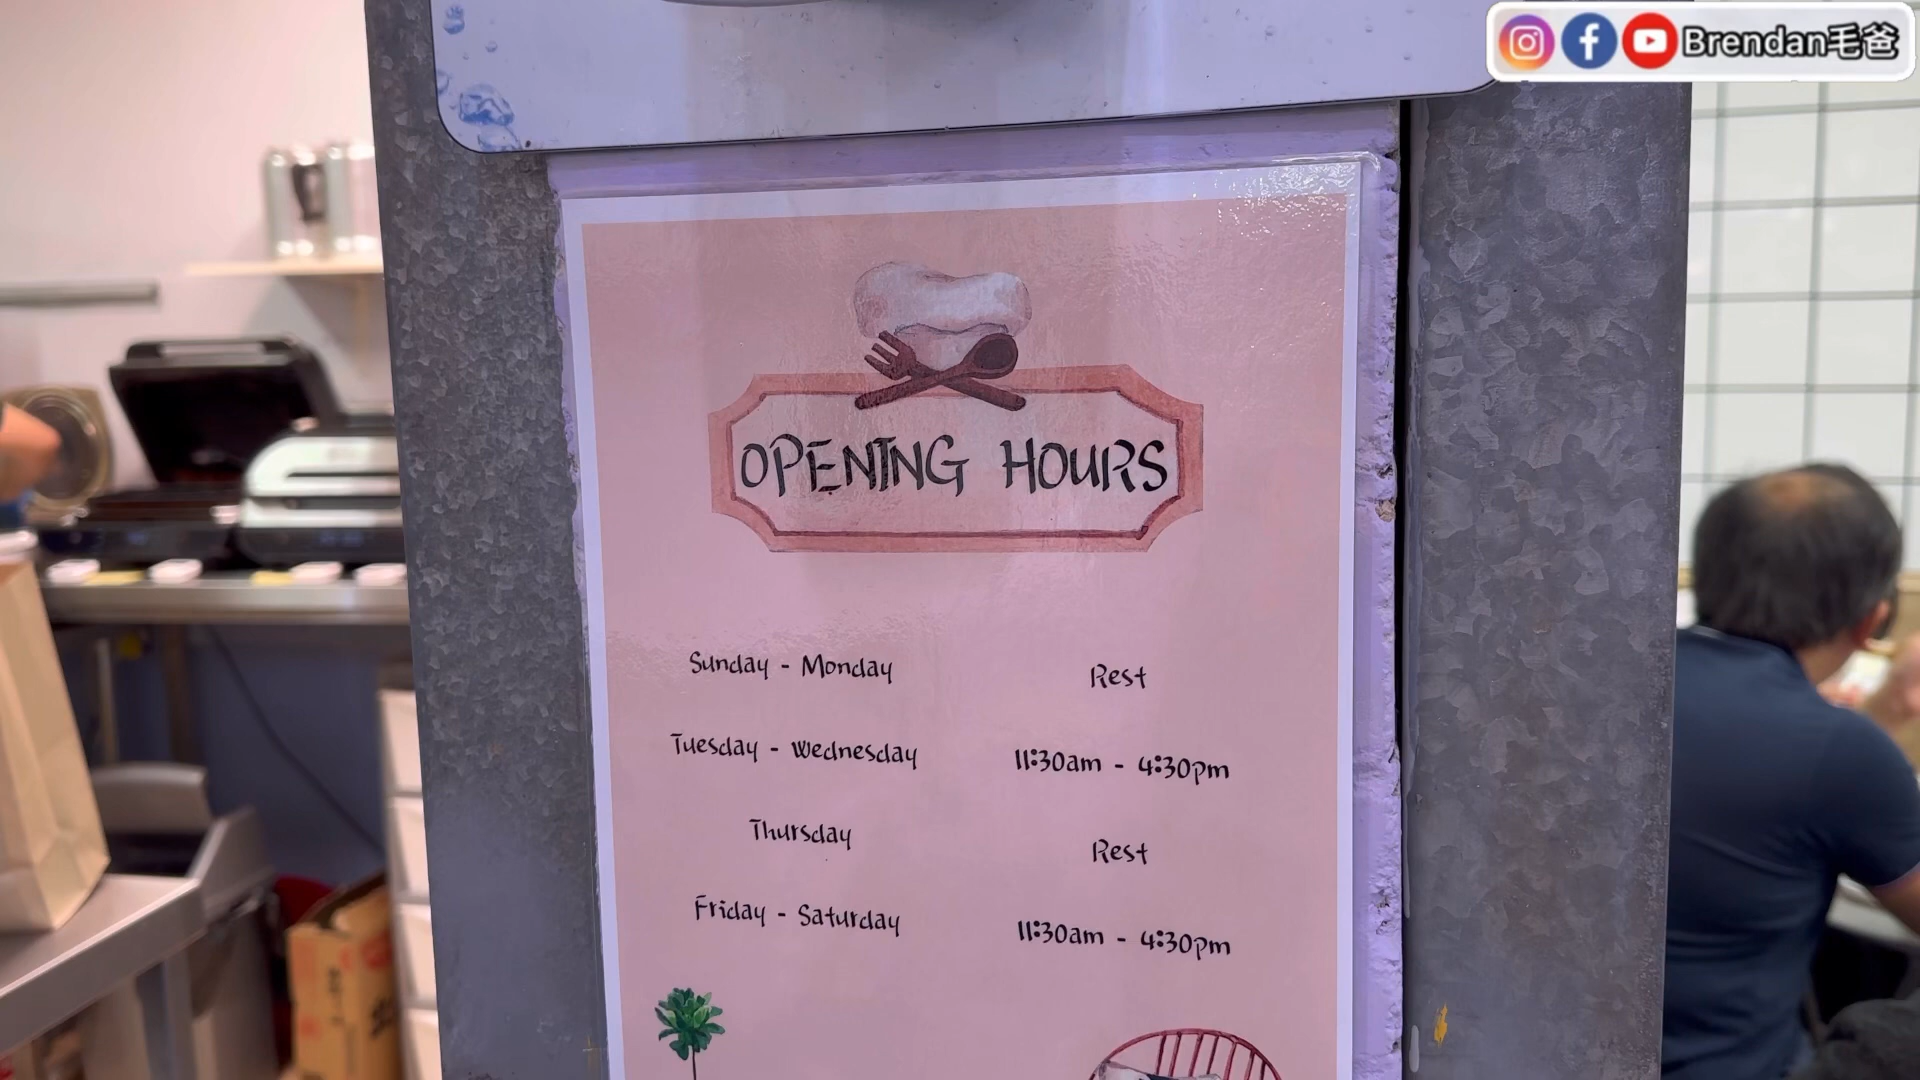 Brendan毛爸
OPENING HOURS
Sunday - Monday Rest
Tuesday - Wednesday 11:30am - 4:30pm
Thursday Rest
Friday - Saturday 11:30am - 4:30pm